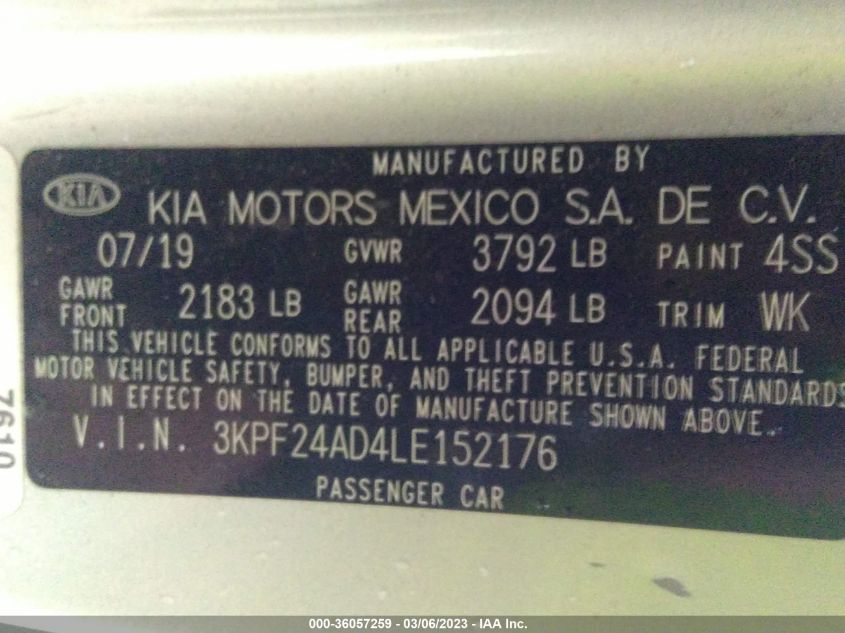 MANUFACTURED BY
KIA KIA MOTORS MEXICO S.A. DE C.V.
07/19 GVWR 3792 LB PAINT 4SS
GAWR FRONT 2183 LB GAWR REAR 2094 LB TRIM WK
THIS VEHICLE CONFORMS TO ALL APPLICABLE U.S.A. FEDERAL
MOTOR VEHICLE SAFETY, BUMPER, AND THEFT PREVENTION STANDARDS
IN EFFECT ON THE DATE OF MANUFACTURE SHOWN ABOVE.
V.I.N. 3KPF24AD4LE152176
PASSENGER CAR
7610
000-36057259 - 03/06/2023 - IAA Inc.